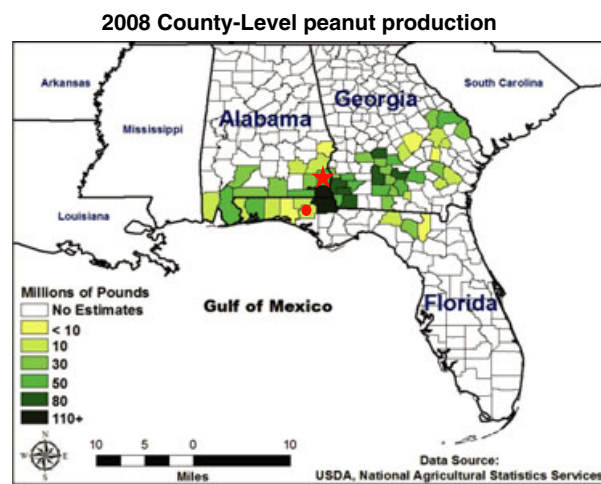 2008 County-Level peanut production
Arkansas
South Carolina
Georgia
Alabama
Mississippi
Louisiana
Millions of Pounds
No Estimates
< 10
10
30
50
80
110+
Gulf of Mexico
Florida
N
W
E
S
10 5 0 10
Miles
Data Source:
USDA, National Agricultural Statistics Services